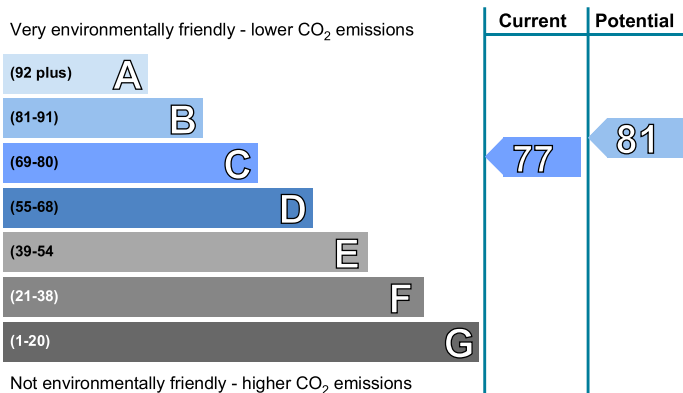 Current Potential
Very environmentally friendly - lower CO2 emissions
(92 plus) A
(81-91) B
(69-80) C
77
81
(55-68) D
(39-54 E
(21-38) F
(1-20) G
Not environmentally friendly - higher CO2 emissions